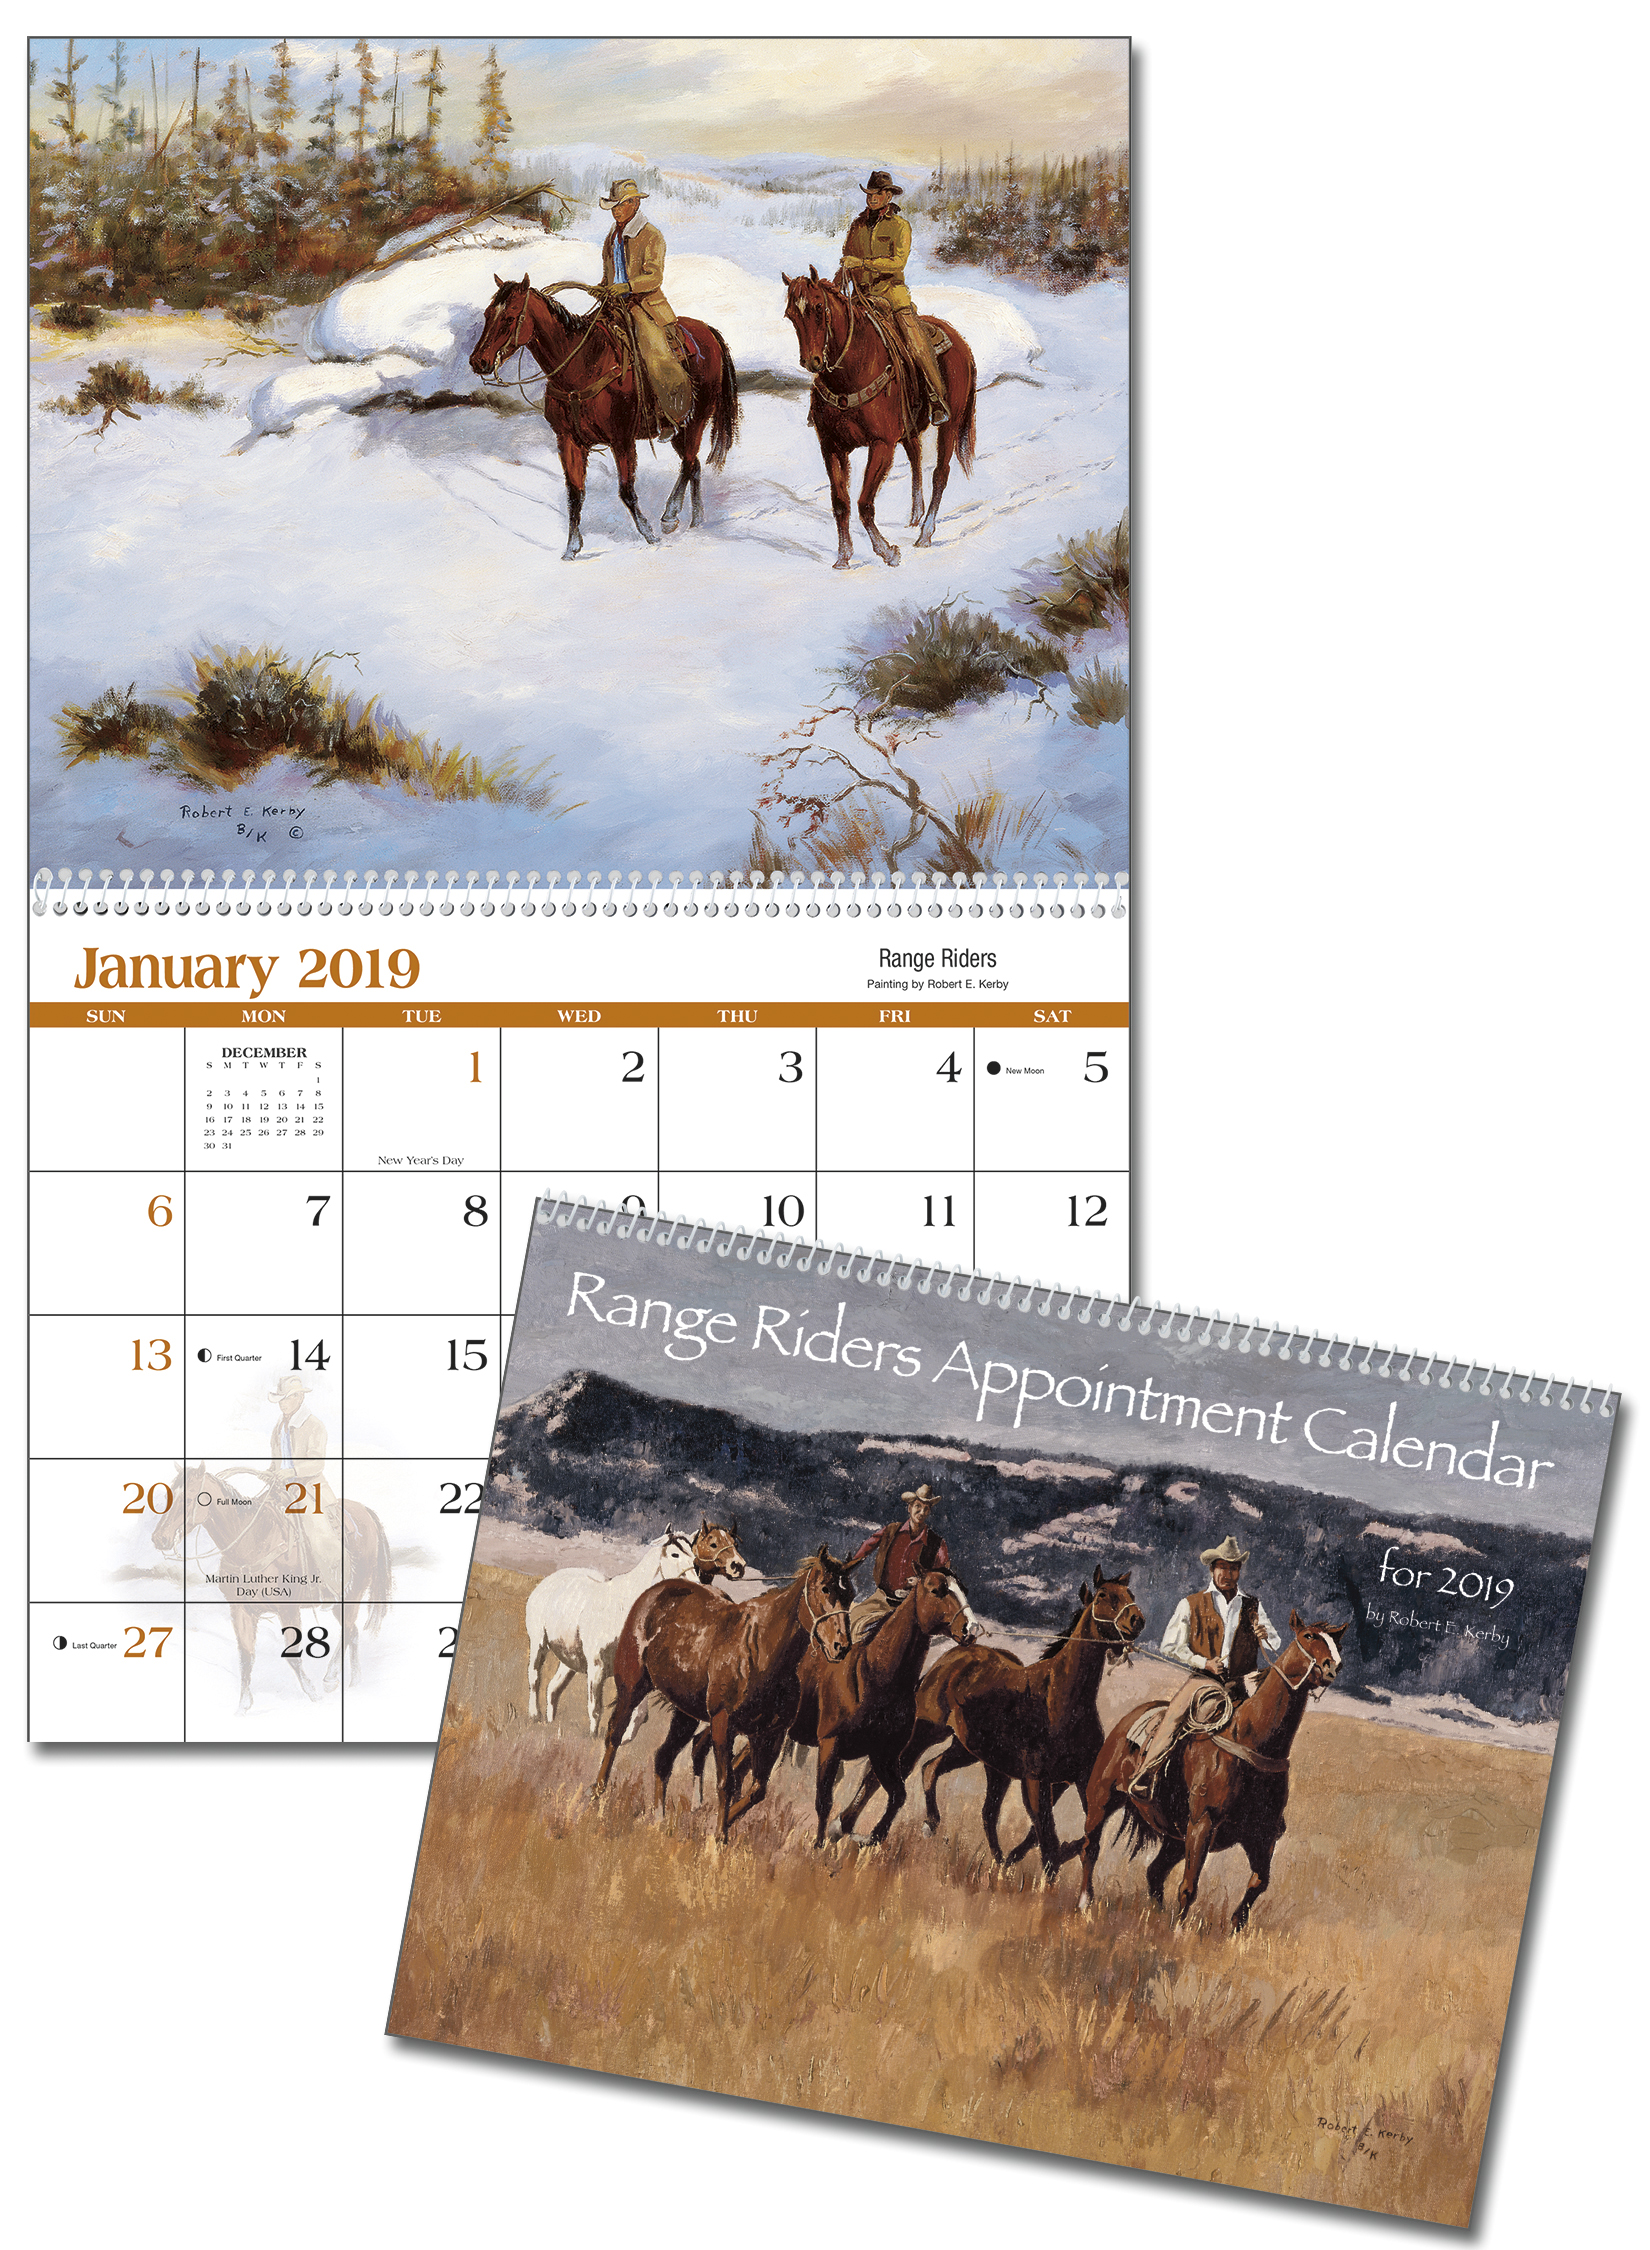 Robert E. Kerby
B/K ©
January 2019
Range Riders
Painting by Robert E. Kerby
SUN MON TUE WED THU FRI SAT
DECEMBER
S M T W T F S
1
2 3 4 5 6 7 8
9 10 11 12 13 14 15
16 17 18 19 20 21 22
23 24 25 26 27 28 29
30 31
1 2 3 4 New Moon 5
New Year's Day
6 7 8 9 10 11 12
13 First Quarter 14 15
20 Full Moon 21 22
Martin Luther King Jr.
Day (USA)
Last Quarter 27 28 2
Range Riders Appointment Calendar
for 2019
by Robert E. Kerby
Robert E. Kerby
B/K